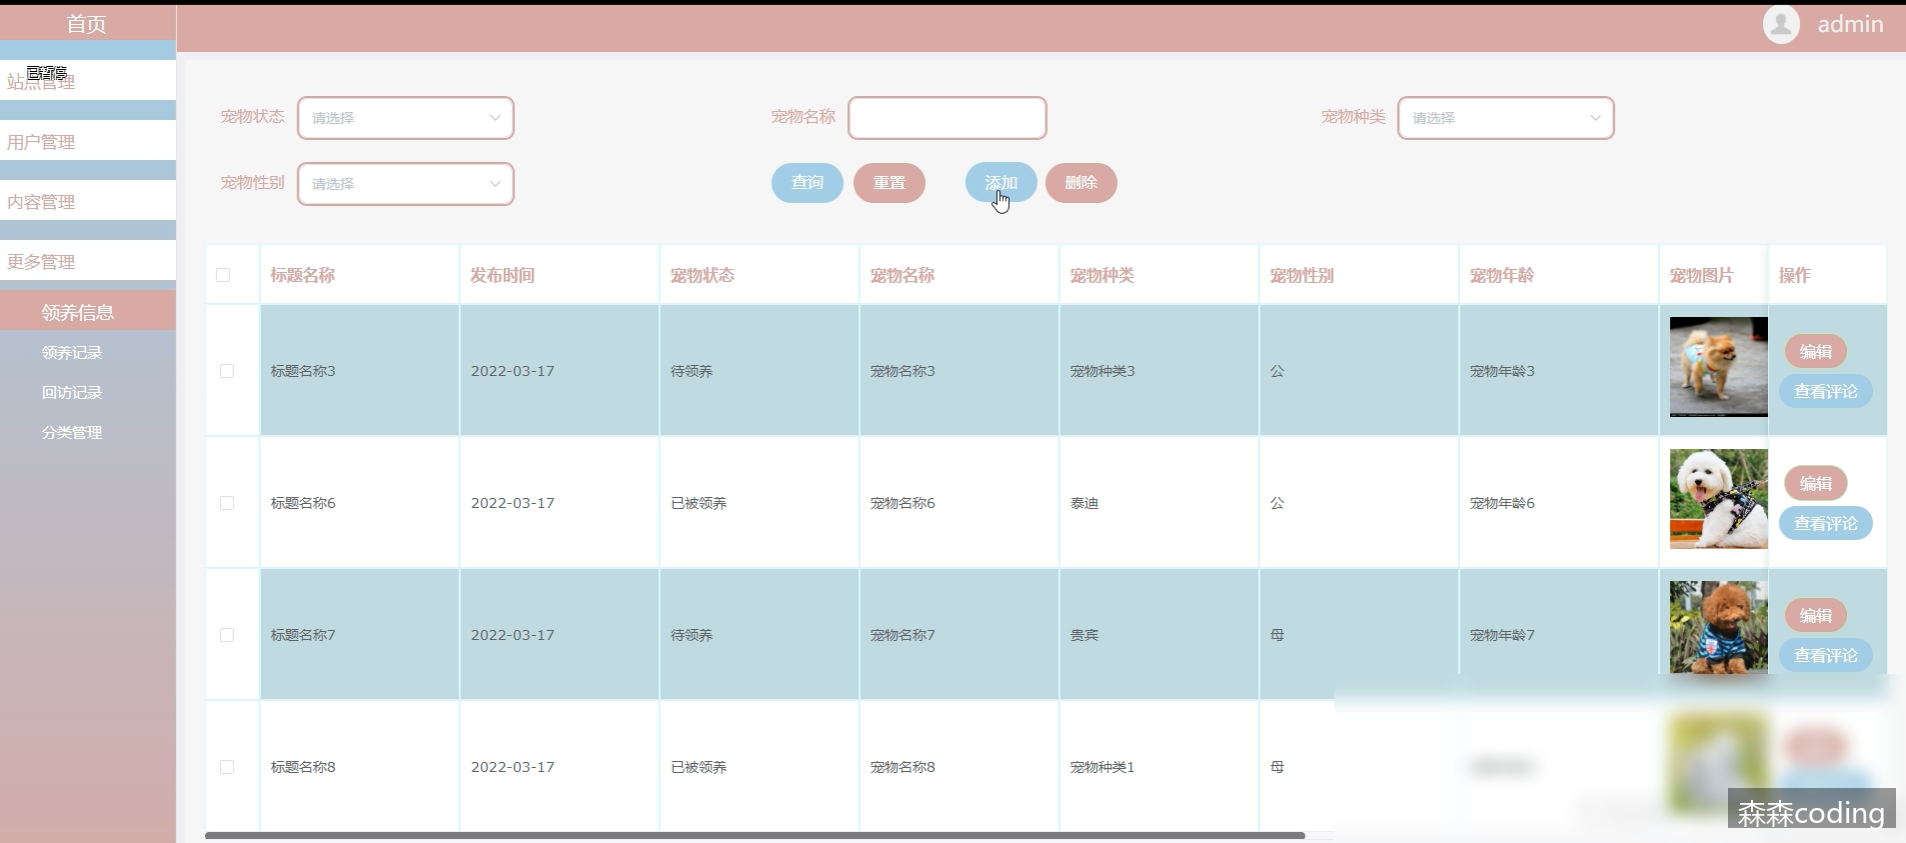 首页
admin
已暂停
站点管理
用户管理
内容管理
更多管理
领养信息
领养记录
回访记录
分类管理
宠物状态 请选择 宠物名称 宠物种类 请选择
宠物性别 请选择 查询 重置 添加 删除
标题名称 发布时间 宠物状态 宠物名称 宠物种类 宠物性别 宠物年龄 宠物图片 操作
标题名称3 2022-03-17 待领养 宠物名称3 宠物种类3 公 宠物年龄3 编辑
查看评论
标题名称6 2022-03-17 已被领养 宠物名称6 泰迪 公 宠物年龄6 编辑
查看评论
标题名称7 2022-03-17 待领养 宠物名称7 贵宾 母 宠物年龄7 编辑
查看评论
标题名称8 2022-03-17 已被领养 宠物名称8 宠物种类1 母
森森coding